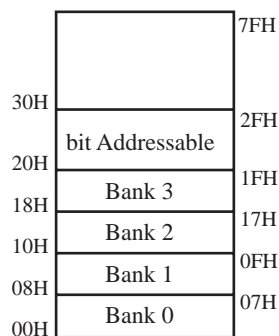 7FH
30H
2FH
bit Addressable
20H
1FH
Bank 3
18H
17H
Bank 2
10H
0FH
Bank 1
08H
07H
Bank 0
00H